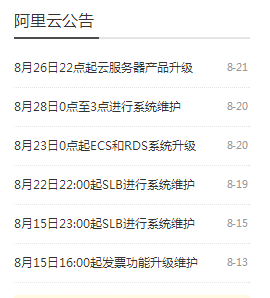 阿里云公告
8月26日22点起云服务器产品升级 8-21
8月28日0点至3点进行系统维护 8-20
8月23日0点起ECS和RDS系统升级 8-20
8月22日22:00起SLB进行系统维护 8-19
8月15日23:00起SLB进行系统维护 8-15
8月15日16:00起发票功能升级维护 8-13